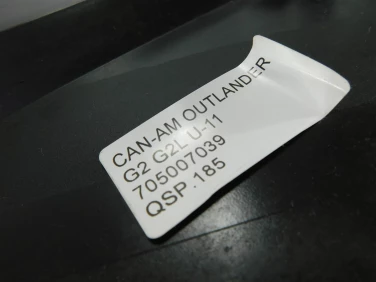 CAN-AM OUTLANDER
G2 G2L U-11
705007039
QSP .185